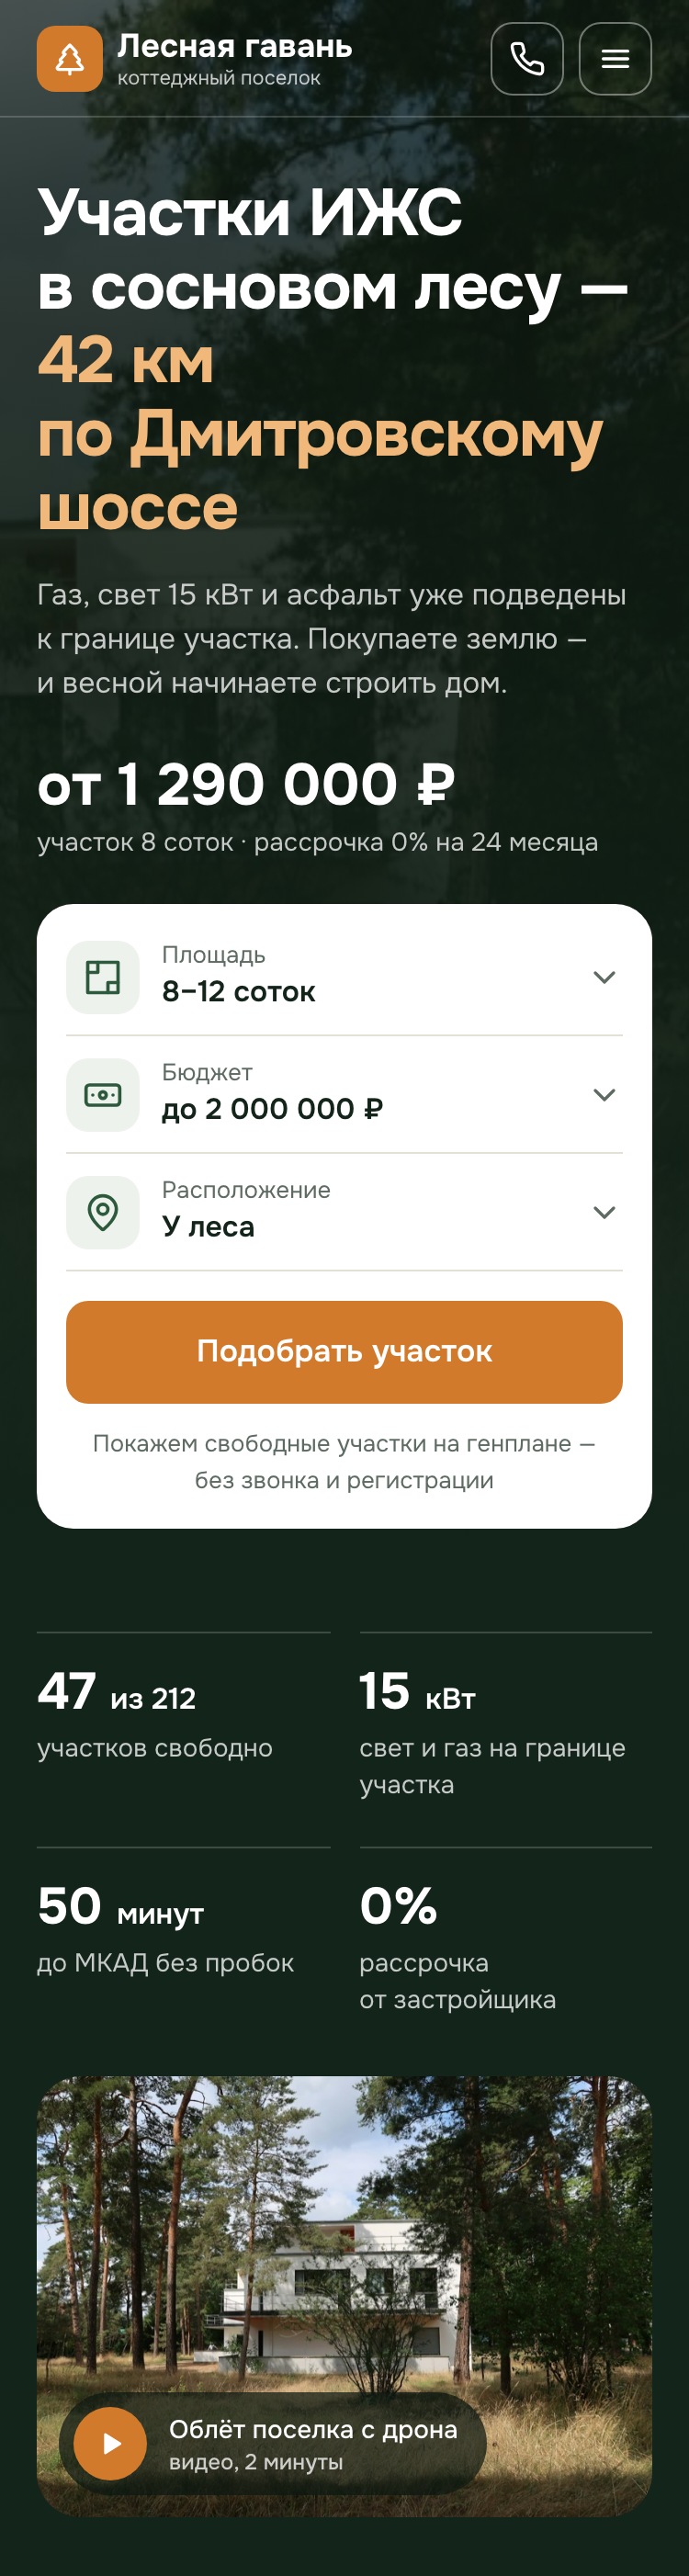 Лесная гавань
коттеджный поселок
Участки ИЖС
в сосновом лесу —
42 км
по Дмитровскому
шоссе
Газ, свет 15 кВт и асфальт уже подведены
к границе участка. Покупаете землю —
и весной начинаете строить дом.
от 1 290 000 ₽
участок 8 соток · рассрочка 0% на 24 месяца
Площадь
8–12 соток
Бюджет
до 2 000 000 ₽
Расположение
У леса
Подобрать участок
Покажем свободные участки на генплане —
без звонка и регистрации
47 из 212
участков свободно
15 кВт
свет и газ на границе
участка
50 минут
до МКАД без пробок
0%
рассрочка
от застройщика
Облёт поселка с дрона
видео, 2 минуты